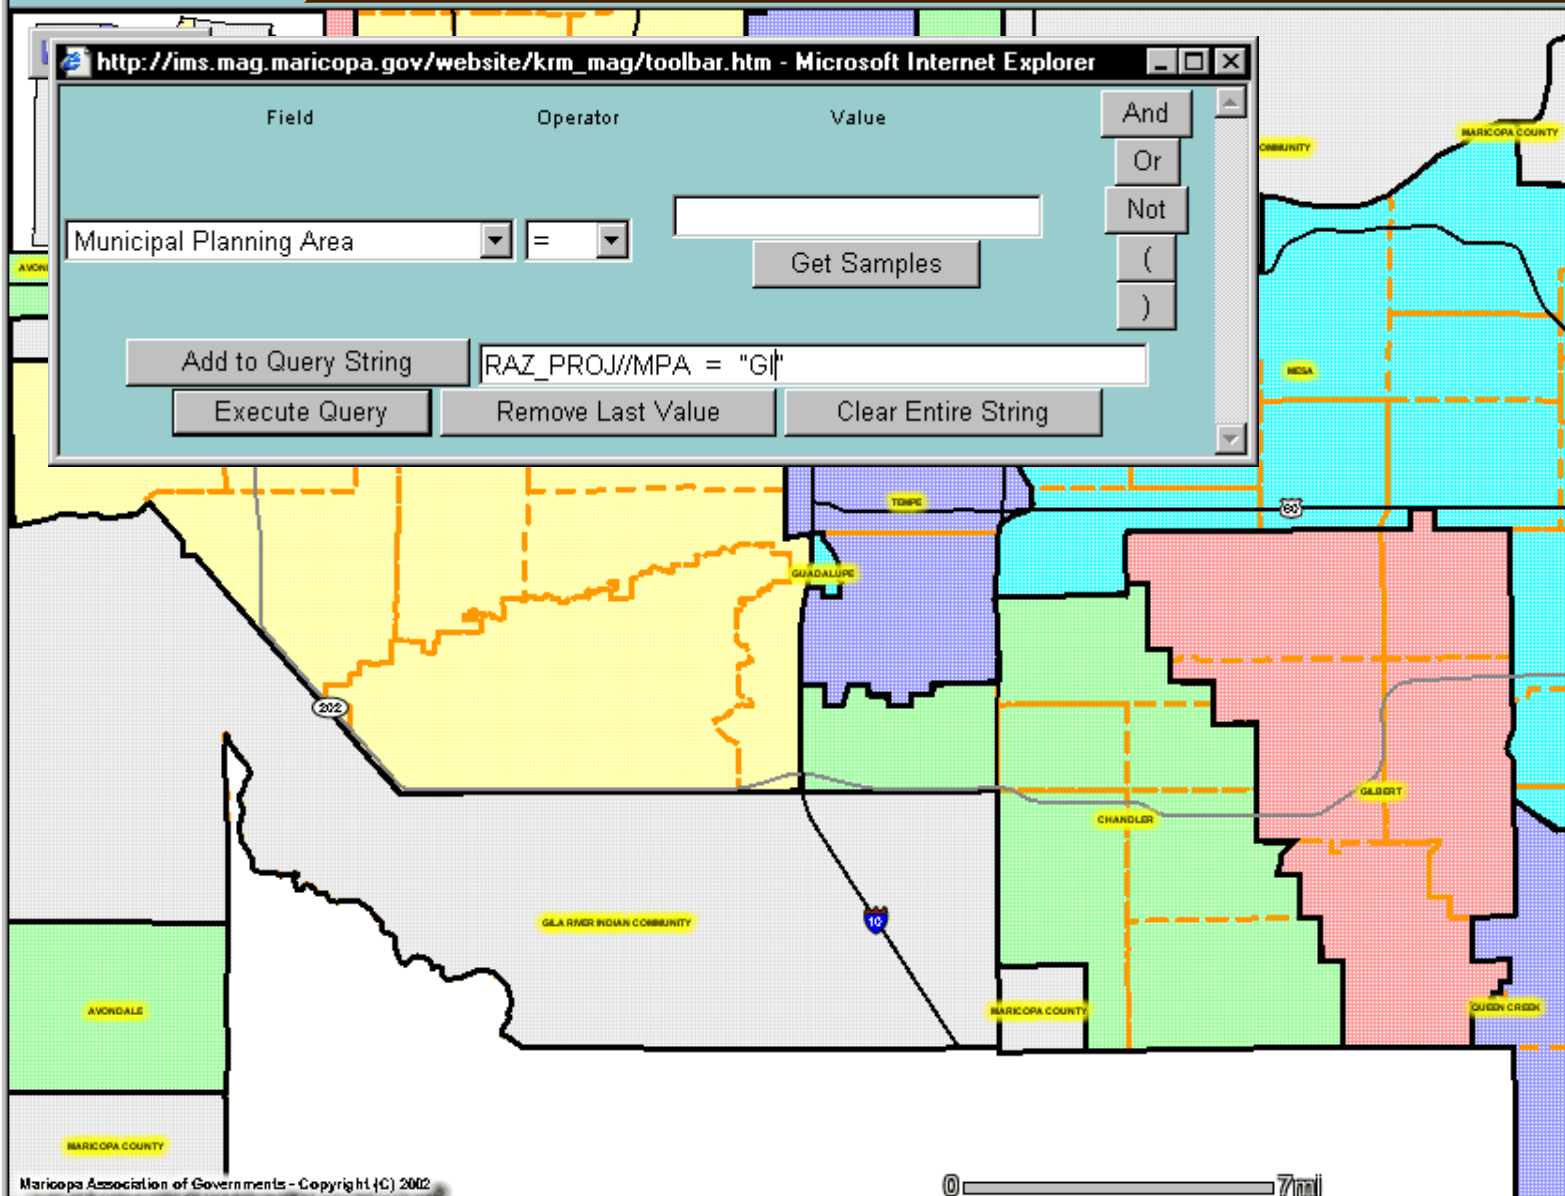 http://ims.mag.maricopa.gov/website/krm_mag/toolbar.htm - Microsoft Internet Explorer
Field Operator Value
And
Or
Not
(
)
Municipal Planning Area
=
Get Samples
Add to Query String
RAZ_PROJ//MPA = "GI"
Execute Query
Remove Last Value
Clear Entire String
MARICOPA COUNTY
MESA
TEMPE
60
GUADALUPE
202
GILBERT
CHANDLER
GILA RIVER INDIAN COMMUNITY
10
AVONDALE
MARICOPA COUNTY
QUEEN CREEK
MARICOPA COUNTY
Maricopa Association of Governments - Copyright (C) 2002
0 7mi